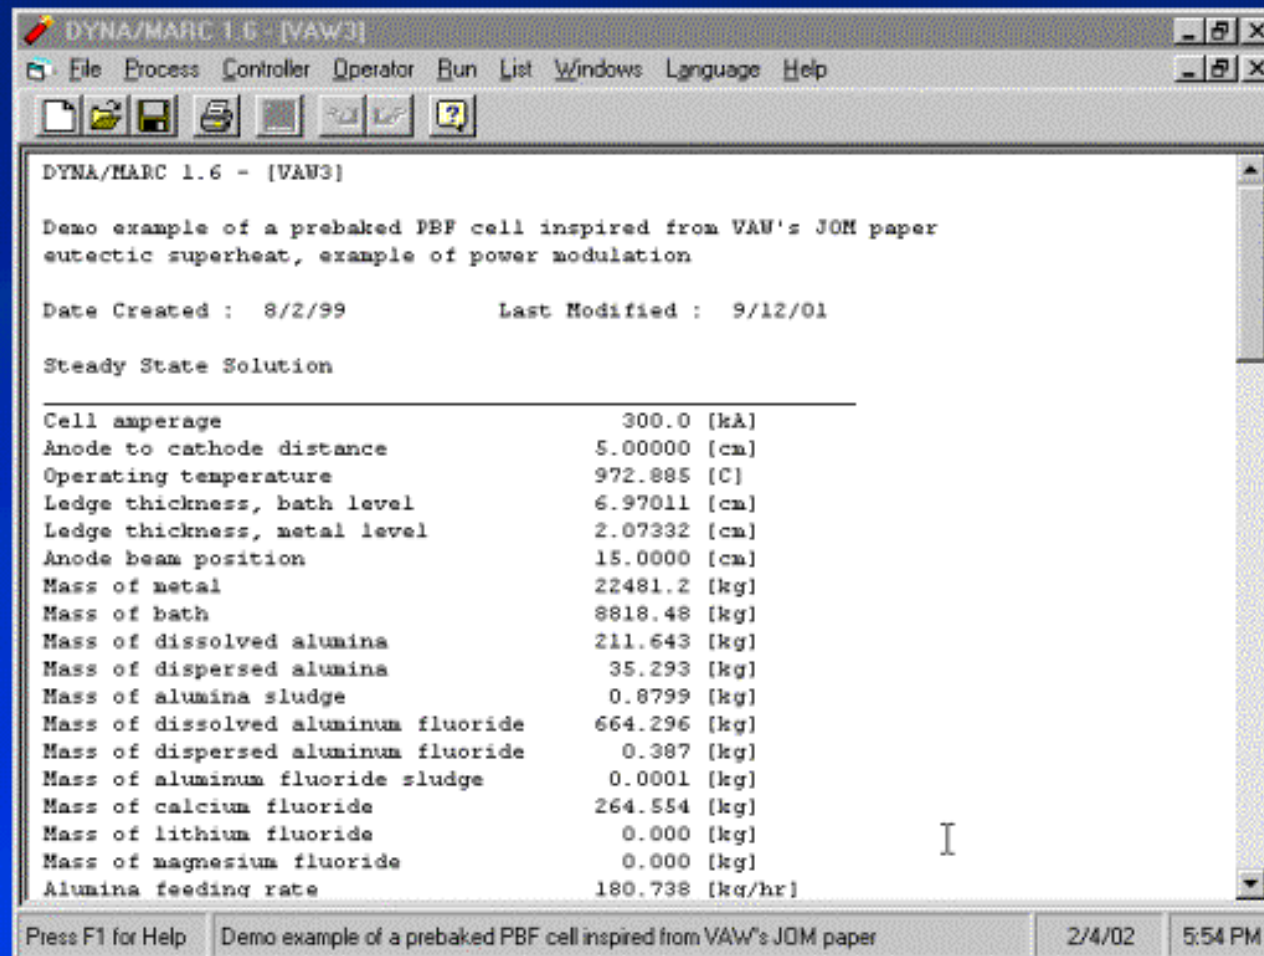 DYNA/MARC 1.6 - [VAW3]
File Process Controller Operator Run List Windows Language Help
DYNA/MARC 1.6 - [VAW3]
Demo example of a prebaked PBF cell inspired from VAW's JOM paper
eutectic superheat, example of power modulation
Date Created : 8/2/99 Last Modified : 9/12/01
Steady State Solution
Cell amperage 300.0 [kA]
Anode to cathode distance 5.00000 [cm]
Operating temperature 972.885 [C]
Ledge thickness, bath level 6.97011 [cm]
Ledge thickness, metal level 2.07332 [cm]
Anode beam position 15.0000 [cm]
Mass of metal 22481.2 [kg]
Mass of bath 8818.48 [kg]
Mass of dissolved alumina 211.643 [kg]
Mass of dispersed alumina 35.293 [kg]
Mass of alumina sludge 0.8799 [kg]
Mass of dissolved aluminum fluoride 664.296 [kg]
Mass of dispersed aluminum fluoride 0.387 [kg]
Mass of aluminum fluoride sludge 0.0001 [kg]
Mass of calcium fluoride 264.554 [kg]
Mass of lithium fluoride 0.000 [kg]
Mass of magnesium fluoride 0.000 [kg]
Alumina feeding rate 180.738 [kg/hr]
Press F1 for Help Demo example of a prebaked PBF cell inspired from VAW's JOM paper 2/4/02 5:54 PM